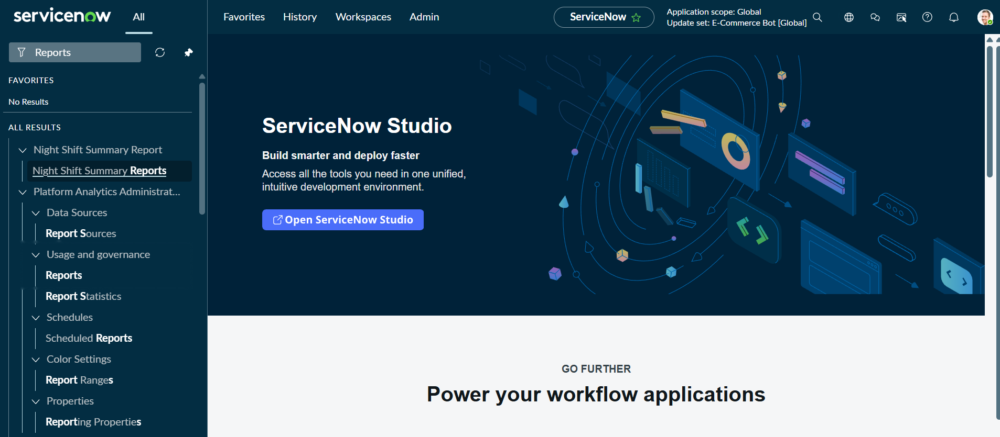 servicenow
All
Favorites
History
Workspaces
Admin
ServiceNow
Application scope: Global
Update set: E-Commerce Bot [Global]
Reports
FAVORITES
No Results
ALL RESULTS
Night Shift Summary Report
Night Shift Summary Reports
Platform Analytics Administrat...
Data Sources
Report Sources
Usage and governance
Reports
Report Statistics
Schedules
Scheduled Reports
Color Settings
Report Ranges
Properties
Reporting Properties
ServiceNow Studio
Build smarter and deploy faster
Access all the tools you need in one unified,
intuitive development environment.
Open ServiceNow Studio
GO FURTHER
Power your workflow applications